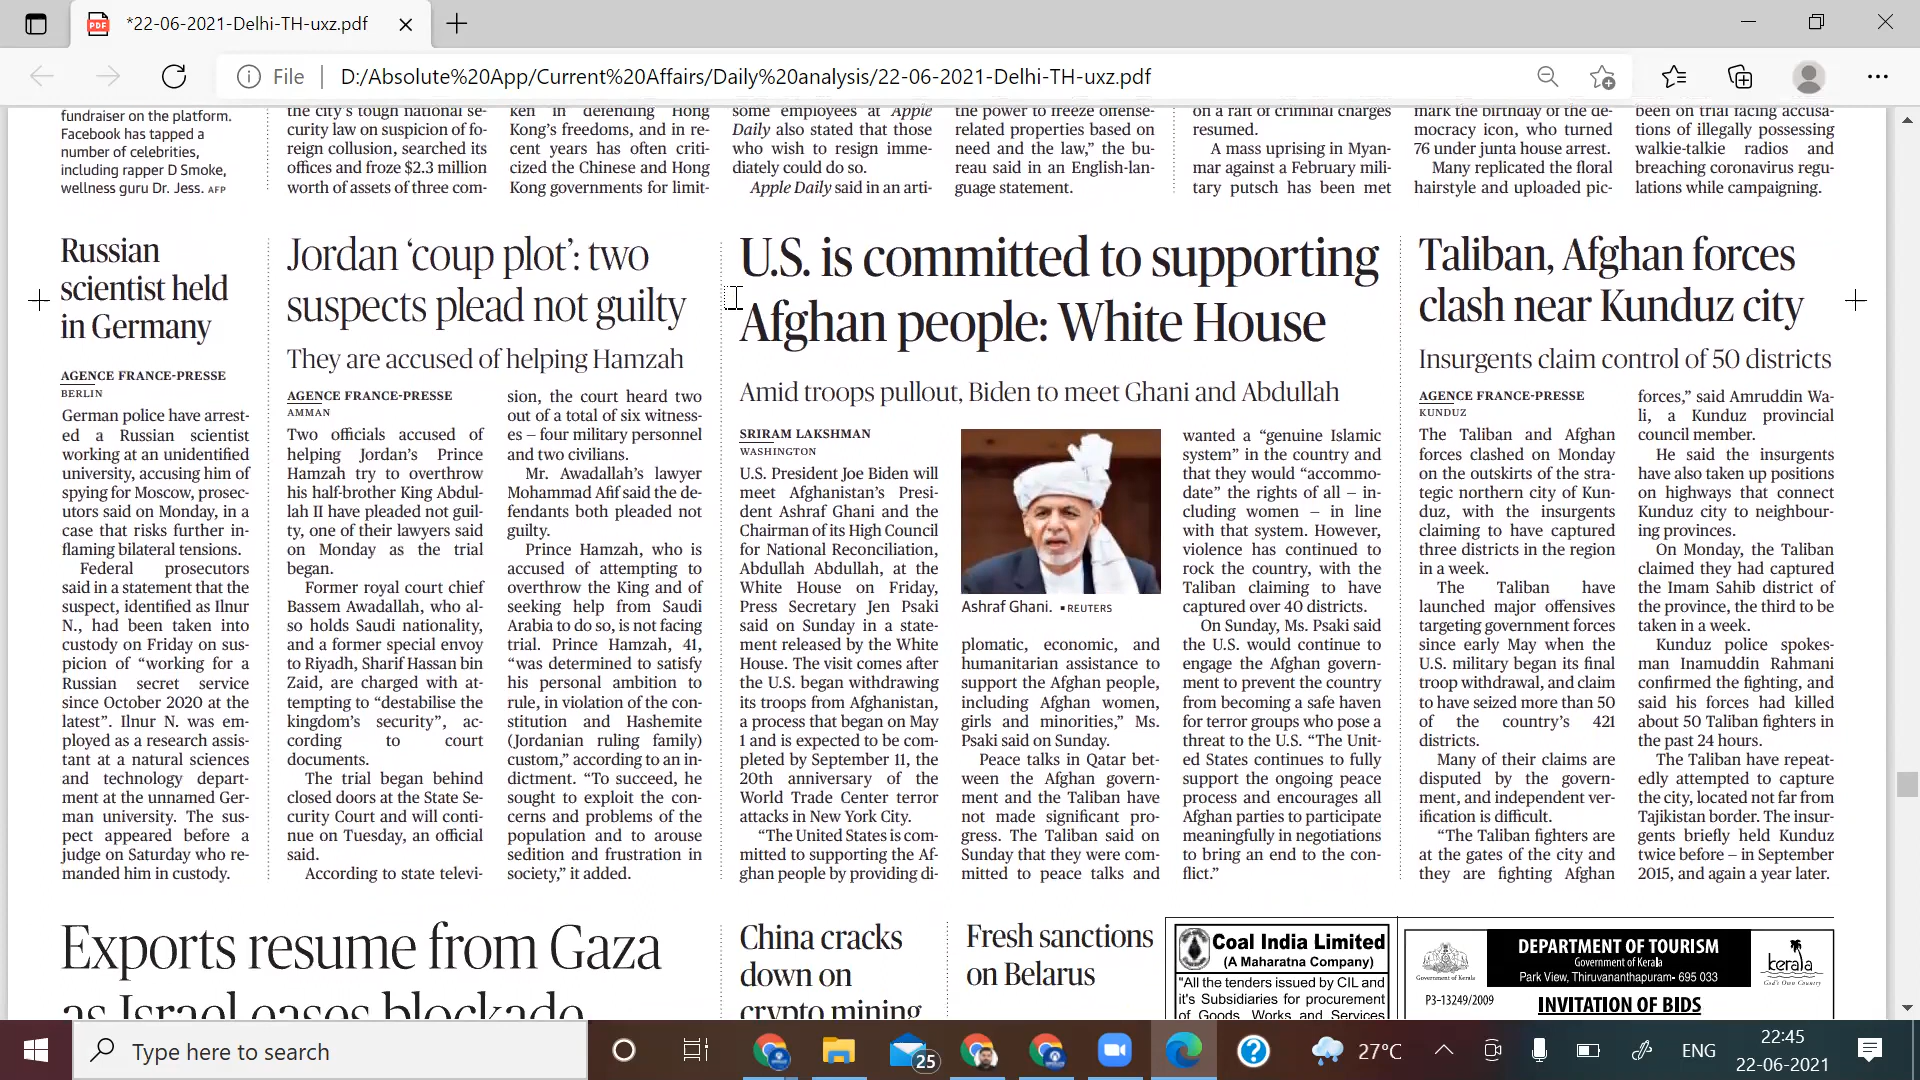 *22-06-2021-Delhi-TH-uxz.pdf
File
D:/Absolute%20App/Current%20Affairs/Daily%20analysis/22-06-2021-Delhi-TH-uxz.pdf
fundraiser on the platform.
Facebook has tapped a
number of celebrities,
including rapper D Smoke,
wellness guru Dr. Jess. AFP
the city's tough national se-
curity law on suspicion of fo-
reign collusion, searched its
offices and froze $2.3 million
worth of assets of three com-
ken in defending Hong
Kong's freedoms, and in re-
cent years has often criti-
cized the Chinese and Hong
Kong governments for limit-
some employees at Apple
Daily also stated that those
who wish to resign imme-
diately could do so.
Apple Daily said in an arti-
the power to freeze offense-
related properties based on
need and the law," the bu-
reau said in an English-lan-
guage statement.
on a raft of criminal charges
resumed.
A mass uprising in Myan-
mar against a February mili-
tary putsch has been met
mark the birthday of the de-
mocracy icon, who turned
76 under junta house arrest.
Many replicated the floral
hairstyle and uploaded pic-
been on trial facing accusa-
tions of illegally possessing
walkie-talkie radios and
breaching coronavirus regu-
lations while campaigning.
Russian
scientist held
in Germany
AGENCE FRANCE-PRESSE
BERLIN
German police have arrest-
ed a Russian scientist
working at an unidentified
university, accusing him of
spying for Moscow, prosec-
utors said on Monday, in a
case that risks further in-
flaming bilateral tensions.
Federal prosecutors
said in a statement that the
suspect, identified as Ilnur
N., had been taken into
custody on Friday on sus-
picion of "working for a
Russian secret service
since October 2020 at the
latest". Ilnur N. was em-
ployed as a research assis-
tant at a natural sciences
and technology depart-
ment at the unnamed Ger-
man university. The sus-
pect appeared before a
judge on Saturday who re-
manded him in custody.
Jordan 'coup plot': two
suspects plead not guilty
They are accused of helping Hamzah
AGENCE FRANCE-PRESSE
AMMAN
Two officials accused of
helping Jordan's Prince
Hamzah try to overthrow
his half-brother King Abdul-
lah II have pleaded not guil-
ty, one of their lawyers said
on Monday as the trial
began.
Former royal court chief
Bassem Awadallah, who al-
so holds Saudi nationality,
and a former special envoy
to Riyadh, Sharif Hassan bin
Zaid, are charged with at-
tempting to "destabilise the
kingdom's security", ac-
cording to court
documents.
The trial began behind
closed doors at the State Se-
curity Court and will conti-
nue on Tuesday, an official
said.
According to state televi-
sion, the court heard two
out of a total of six witness-
es – four military personnel
and two civilians.
Mr. Awadallah's lawyer
Mohammad Afif said the de-
fendants both pleaded not
guilty.
Prince Hamzah, who is
accused of attempting to
overthrow the King and of
seeking help from Saudi
Arabia to do so, is not facing
trial. Prince Hamzah, 41,
"was determined to satisfy
his personal ambition to
rule, in violation of the con-
stitution and Hashemite
(Jordanian ruling family)
custom," according to an in-
dictment. "To succeed, he
sought to exploit the con-
cerns and problems of the
population and to arouse
sedition and frustration in
society," it added.
U.S. is committed to supporting
Afghan people: White House
Amid troops pullout, Biden to meet Ghani and Abdullah
SRIRAM LAKSHMAN
WASHINGTON
U.S. President Joe Biden will
meet Afghanistan's Presi-
dent Ashraf Ghani and the
Chairman of its High Council
for National Reconciliation,
Abdullah Abdullah, at the
White House on Friday,
Press Secretary Jen Psaki
said on Sunday in a state-
ment released by the White
House. The visit comes after
the U.S. began withdrawing
its troops from Afghanistan,
a process that began on May
1 and is expected to be com-
pleted by September 11, the
20th anniversary of the
World Trade Center terror
attacks in New York City.
"The United States is com-
mitted to supporting the Af-
ghan people by providing di-
Ashraf Ghani. ▪REUTERS
plomatic, economic, and
humanitarian assistance to
support the Afghan people,
including Afghan women,
girls and minorities," Ms.
Psaki said on Sunday.
Peace talks in Qatar bet-
ween the Afghan govern-
ment and the Taliban have
not made significant pro-
gress. The Taliban said on
Sunday that they were com-
mitted to peace talks and
wanted a "genuine Islamic
system" in the country and
that they would "accommo-
date" the rights of all – in-
cluding women – in line
with that system. However,
violence has continued to
rock the country, with the
Taliban claiming to have
captured over 40 districts.
On Sunday, Ms. Psaki said
the U.S. would continue to
engage the Afghan govern-
ment to prevent the country
from becoming a safe haven
for terror groups who pose a
threat to the U.S. "The Unit-
ed States continues to fully
support the ongoing peace
process and encourages all
Afghan parties to participate
meaningfully in negotiations
to bring an end to the con-
flict."
Taliban, Afghan forces
clash near Kunduz city
Insurgents claim control of 50 districts
AGENCE FRANCE-PRESSE
KUNDUZ
The Taliban and Afghan
forces clashed on Monday
on the outskirts of the stra-
tegic northern city of Kun-
duz, with the insurgents
claiming to have captured
three districts in the region
in a week.
The Taliban have
launched major offensives
targeting government forces
since early May when the
U.S. military began its final
troop withdrawal, and claim
to have seized more than 50
of the country's 421
districts.
Many of their claims are
disputed by the govern-
ment, and independent ver-
ification is difficult.
"The Taliban fighters are
at the gates of the city and
they are fighting Afghan
forces," said Amruddin Wa-
li, a Kunduz provincial
council member.
He said the insurgents
have also taken up positions
on highways that connect
Kunduz city to neighbour-
ing provinces.
On Monday, the Taliban
claimed they had captured
the Imam Sahib district of
the province, the third to be
taken in a week.
Kunduz police spokes-
man Inamuddin Rahmani
confirmed the fighting, and
said his forces had killed
about 50 Taliban fighters in
the past 24 hours.
The Taliban have repeat-
edly attempted to capture
the city, located not far from
Tajikistan border. The insur-
gents briefly held Kunduz
twice before – in September
2015, and again a year later.
Exports resume from Gaza
as Israel eases blockade
China cracks
down on
crypto mining
Fresh sanctions
on Belarus
Coal India Limited
(A Maharatna Company)
"All the tenders issued by CIL and
it's Subsidiaries for procurement
of Goods, Works and Services
Government of Kerala
P3-13249/2009
DEPARTMENT OF TOURISM
Government of Kerala
Park View, Thiruvananthapuram- 695 033
INVITATION OF BIDS
kerala
God's Own Country
Type here to search
25
27°C
ENG
22:45
22-06-2021